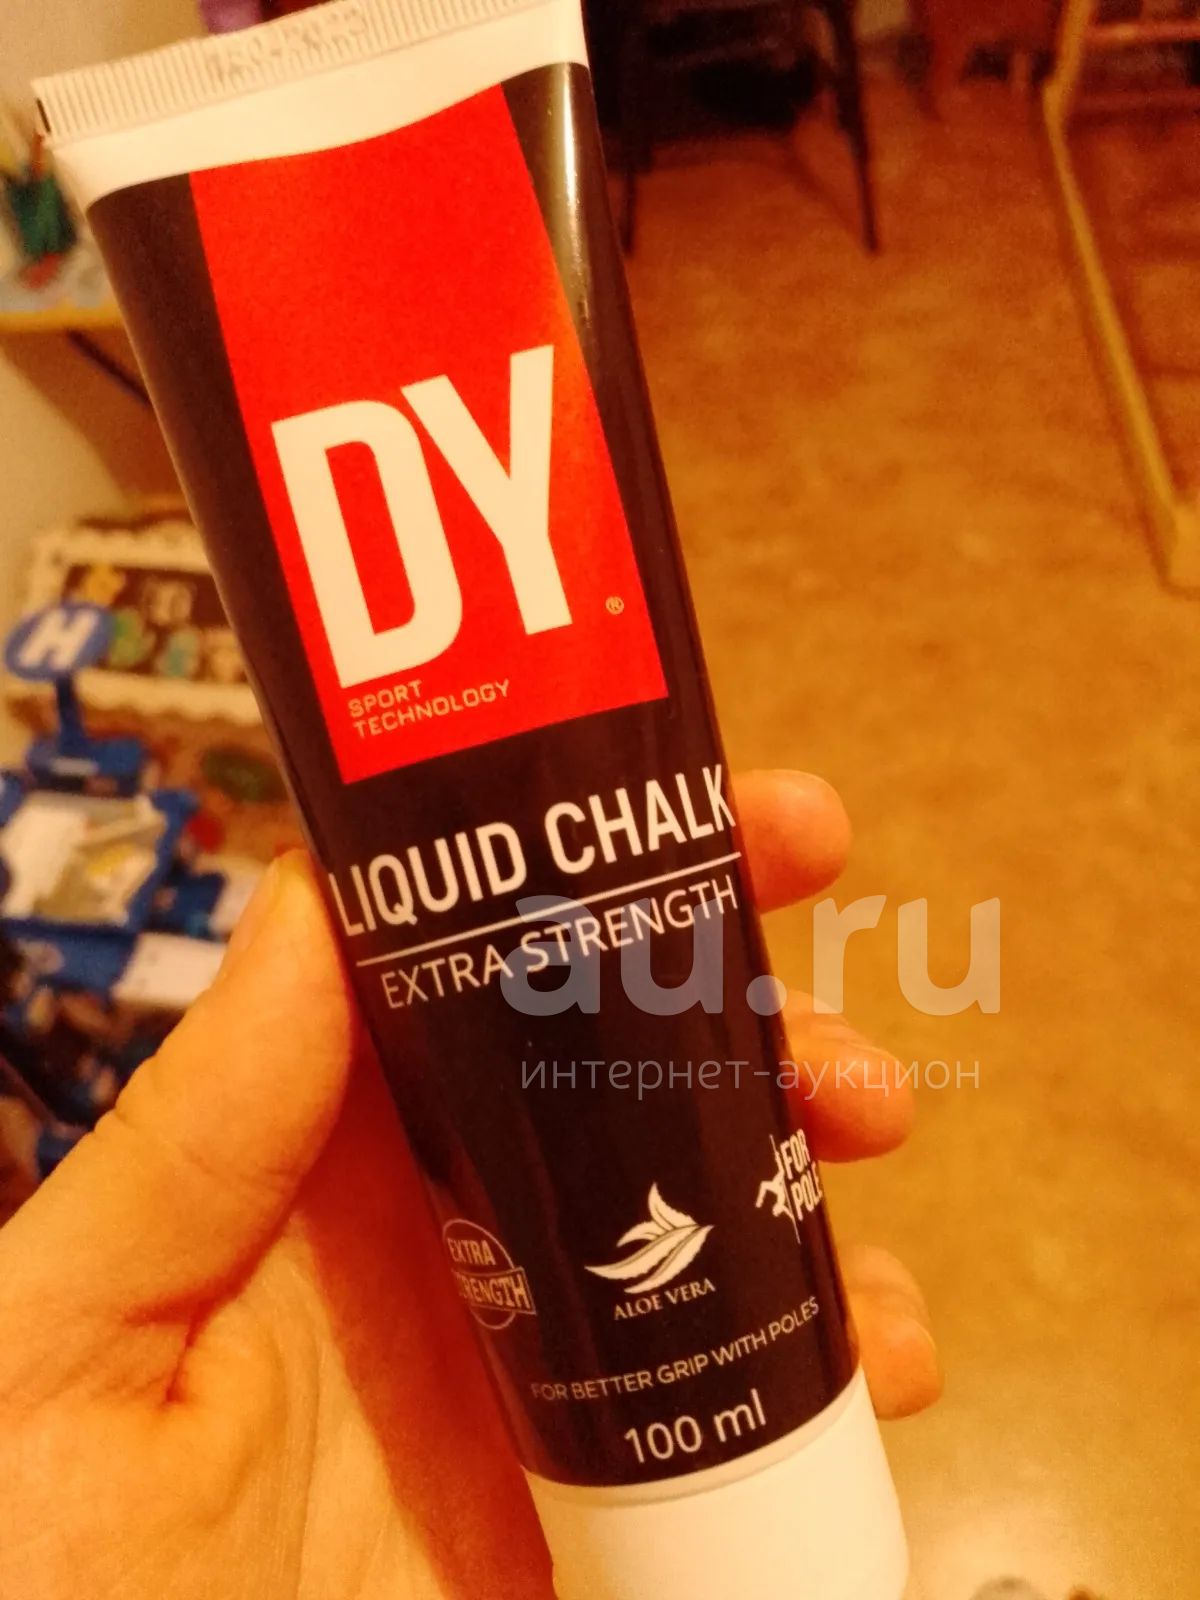 DY®
SPORT
TECHNOLOGY
LIQUID CHALK
EXTRA STRENGTH
au.ru
интернет-аукцион
FOR
POLE
EXTRA
STRENGTH
ALOE VERA
FOR BETTER GRIP WITH POLES
100 ml
H